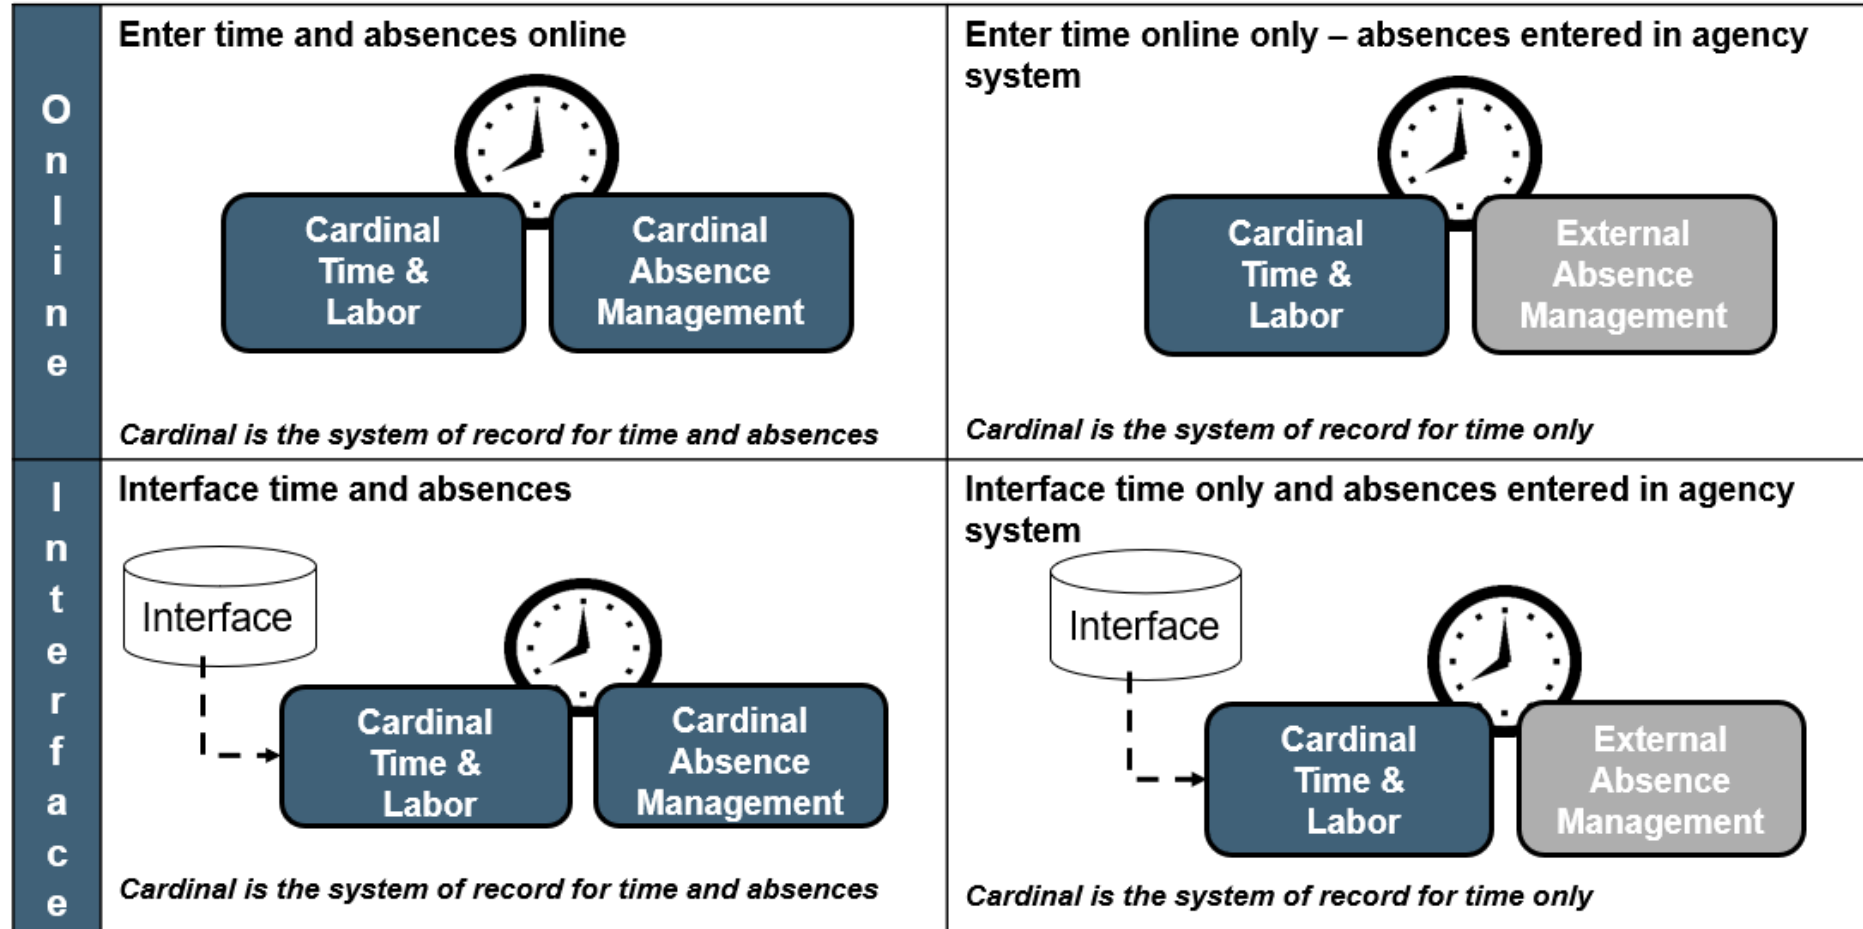 Online
Enter time and absences online
Cardinal
Time &
Labor
Cardinal
Absence
Management
Cardinal is the system of record for time and absences
Enter time online only – absences entered in agency
system
Cardinal
Time &
Labor
External
Absence
Management
Cardinal is the system of record for time only
Interface
Interface time and absences
Interface
Cardinal
Time &
Labor
Cardinal
Absence
Management
Cardinal is the system of record for time and absences
Interface time only and absences entered in agency
system
Interface
Cardinal
Time &
Labor
External
Absence
Management
Cardinal is the system of record for time only